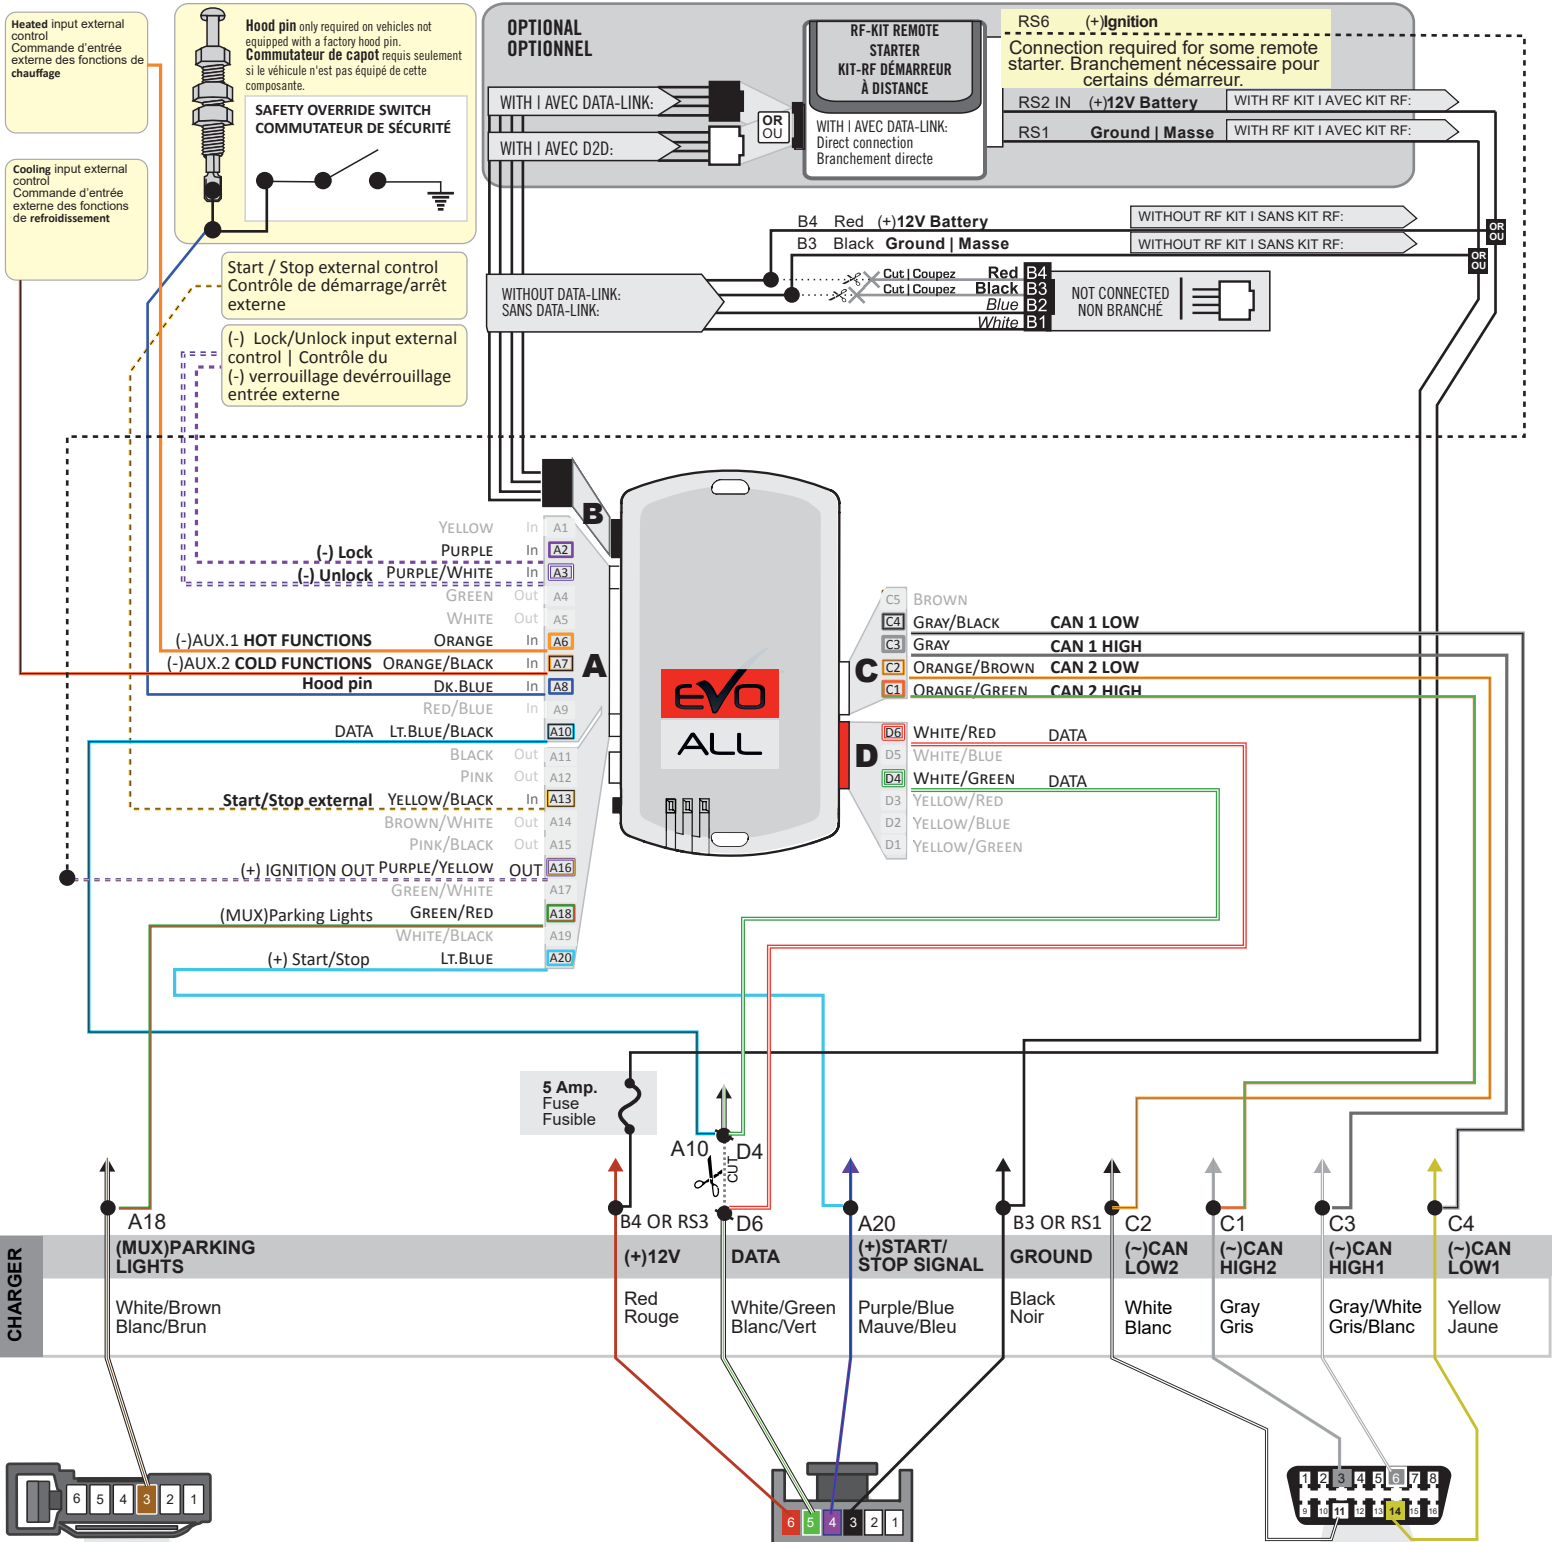 Heated input external
control
Commande d'entrée
externe des fonctions de
chauffage
Cooling input external
control
Commande d'entrée
externe des fonctions
de refroidissement
Hood pin only required on vehicles not
equipped with a factory hood pin.
Commutateur de capot requis seulement
si le véhicule n'est pas équipé de cette
composante.
SAFETY OVERRIDE SWITCH
COMMUTATEUR DE SÉCURITÉ
Start / Stop external control
Contrôle de démarrage/arrêt
externe
(-) Lock/Unlock input external
control | Contrôle du
(-) verrouillage devérrouillage
entrée externe
OPTIONAL
OPTIONNEL
WITH I AVEC DATA-LINK:
WITH I AVEC D2D:
OR
OU
RF-KIT REMOTE
STARTER
KIT-RF DÉMARREUR
À DISTANCE
WITH I AVEC DATA-LINK:
Direct connection
Branchement directe
RS6 (+)Ignition
Connection required for some remote
starter. Branchement nécessaire pour
certains démarreur.
RS2 IN (+)12V Battery WITH RF KIT I AVEC KIT RF:
RS1 Ground | Masse WITH RF KIT I AVEC KIT RF:
B4 Red (+)12V Battery WITHOUT RF KIT I SANS KIT RF:
B3 Black Ground | Masse WITHOUT RF KIT I SANS KIT RF:
OR
OU
OR
OU
WITHOUT DATA-LINK:
SANS DATA-LINK:
Cut | Coupez Red B4
Cut | Coupez Black B3
Blue B2
White B1
NOT CONNECTED
NON BRANCHÉ
B
YELLOW In A1
(-) Lock PURPLE In A2
(-) Unlock PURPLE/WHITE In A3
GREEN Out A4
WHITE Out A5
(-)AUX.1 HOT FUNCTIONS ORANGE In A6
(-)AUX.2 COLD FUNCTIONS ORANGE/BLACK In A7
Hood pin DK.BLUE In A8
RED/BLUE In A9
DATA LT.BLUE/BLACK A10
BLACK Out A11
PINK Out A12
Start/Stop external YELLOW/BLACK In A13
BROWN/WHITE Out A14
PINK/BLACK Out A15
(+) IGNITION OUT PURPLE/YELLOW OUT A16
GREEN/WHITE A17
(MUX)Parking Lights GREEN/RED A18
WHITE/BLACK A19
(+) Start/Stop LT.BLUE A20
A
EVO
ALL
C
C5 BROWN
C4 GRAY/BLACK CAN 1 LOW
C3 GRAY CAN 1 HIGH
C2 ORANGE/BROWN CAN 2 LOW
C1 ORANGE/GREEN CAN 2 HIGH
D
D6 WHITE/RED DATA
D5 WHITE/BLUE
D4 WHITE/GREEN DATA
D3 YELLOW/RED
D2 YELLOW/BLUE
D1 YELLOW/GREEN
5 Amp.
Fuse
Fusible
A10 D4
CUT
A18 B4 OR RS3 D6 A20 B3 OR RS1 C2 C1 C3 C4
CHARGER
(MUX)PARKING
LIGHTS
(+)12V
DATA
(+)START/
STOP SIGNAL
GROUND
(~)CAN
LOW2
(~)CAN
HIGH2
(~)CAN
HIGH1
(~)CAN
LOW1
White/Brown
Blanc/Brun
Red
Rouge
White/Green
Blanc/Vert
Purple/Blue
Mauve/Bleu
Black
Noir
White
Blanc
Gray
Gris
Gray/White
Gris/Blanc
Yellow
Jaune
6 5 4 3 2 1
6 5 4 3 2 1
1 2 3 4 5 6 7 8
9 10 11 12 13 14 15 16